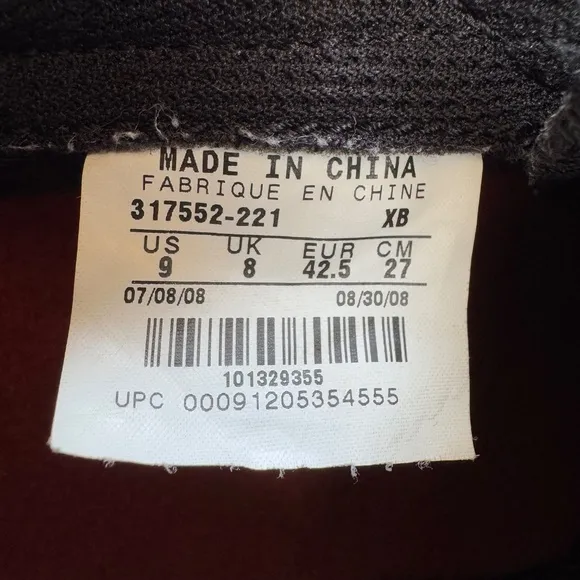 MADE IN CHINA
FABRIQUE EN CHINE
317552-221 XB
US UK EUR CM
9 8 42.5 27
07/08/08 08/30/08
101329355
UPC 00091205354555